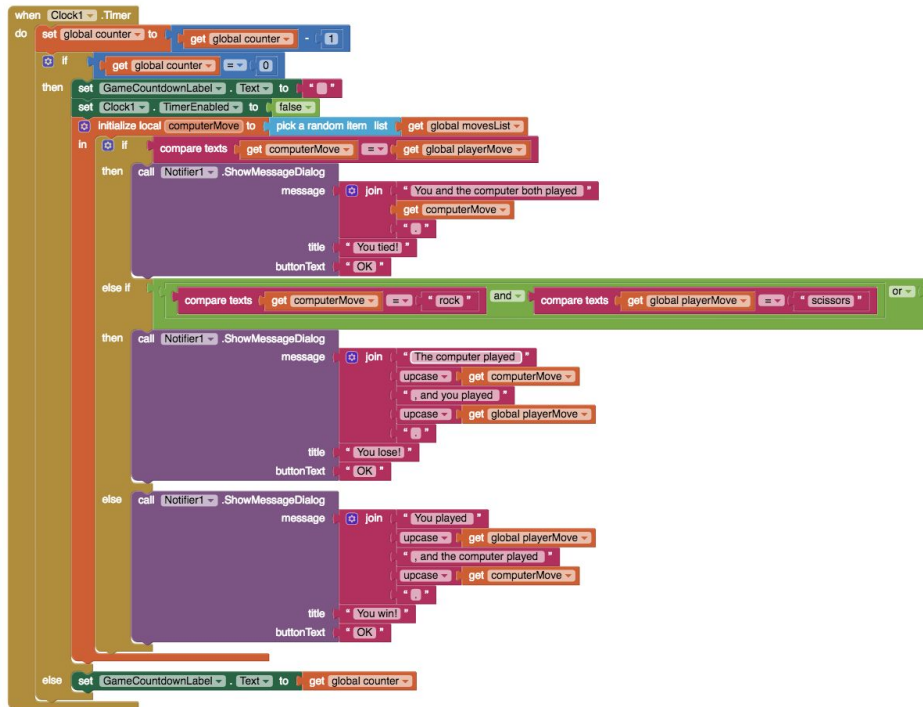 when Clock1 .Timer
do set global counter to get global counter - 1
if get global counter = 0
then set GameCountdownLabel . Text to " "
set Clock1 . TimerEnabled to false
initialize local computerMove to pick a random item list get global movesList
in if compare texts get computerMove = get global playerMove
then call Notifier1 .ShowMessageDialog
message join " You and the computer both played "
get computerMove
" . "
title " You tied! "
buttonText " OK "
else if compare texts get computerMove = " rock " and compare texts get global playerMove = " scissors " or
then call Notifier1 .ShowMessageDialog
message join " The computer played "
upcase get computerMove
" , and you played "
upcase get global playerMove
" . "
title " You lose! "
buttonText " OK "
else call Notifier1 .ShowMessageDialog
message join " You played "
upcase get global playerMove
" , and the computer played "
upcase get computerMove
" . "
title " You win! "
buttonText " OK "
else set GameCountdownLabel . Text to get global counter